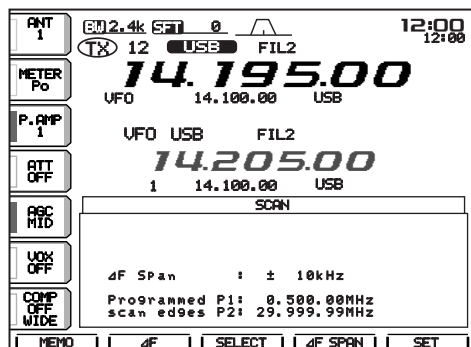 ANT
1
BW 2.4k SFT 0
12:00
12:00
TX 12 USB FIL2
METER
Po
14.195.00
VFO 14.100.00 USB
P.AMP
1
VFO USB FIL2
ATT
OFF
14.205.00
1 14.100.00 USB
AGC
MID
SCAN
VOX
OFF
⊿F Span : ± 10kHz
COMP
OFF
WIDE
Programmed P1: 0.500.00MHz
scan edges P2: 29.999.99MHz
MEMO ⊿F SELECT ⊿F SPAN SET